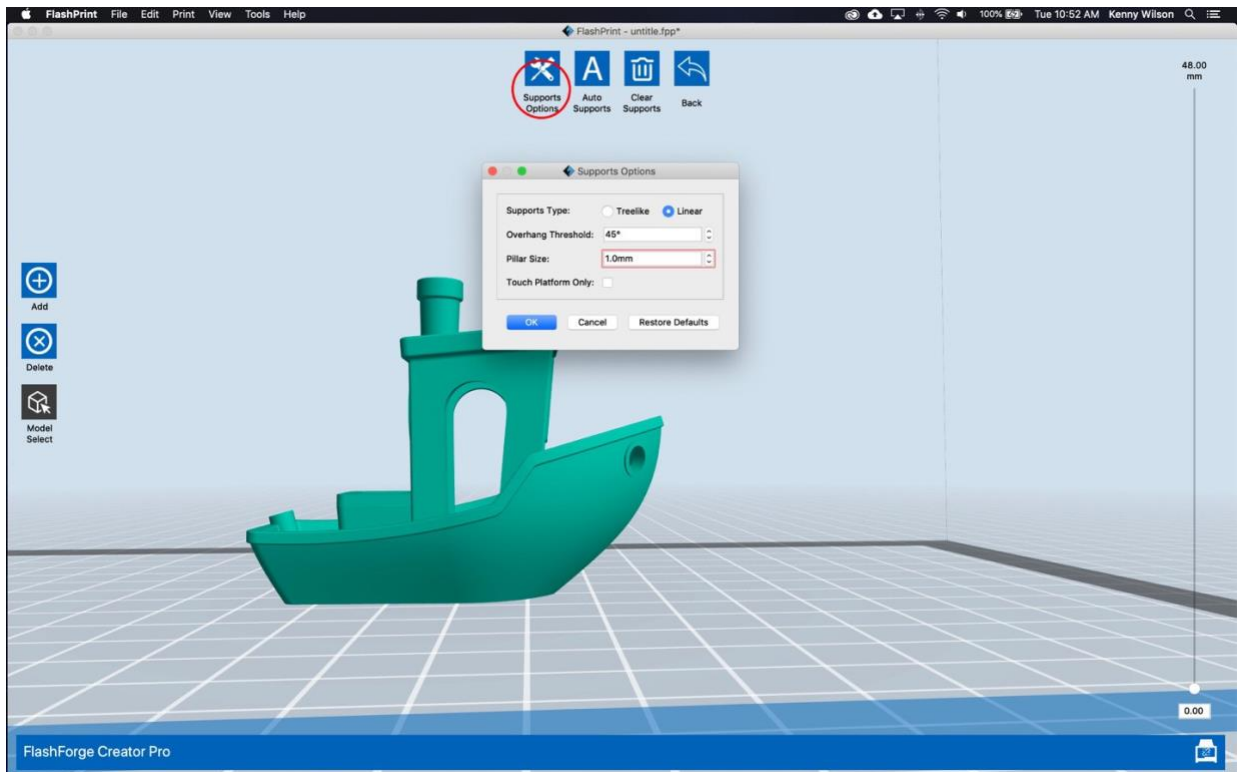 FlashPrint File Edit Print View Tools Help 100% Tue 10:52 AM Kenny Wilson
FlashPrint - untitle.fpp*
Supports
Options
A
Auto
Supports
Clear
Supports
Back
48.00
mm
Supports Options
Supports Type: Treelike Linear
Overhang Threshold: 45°
Pillar Size: 1.0mm
Touch Platform Only:
OK Cancel Restore Defaults
Add
Delete
Model
Select
0.00
FlashForge Creator Pro